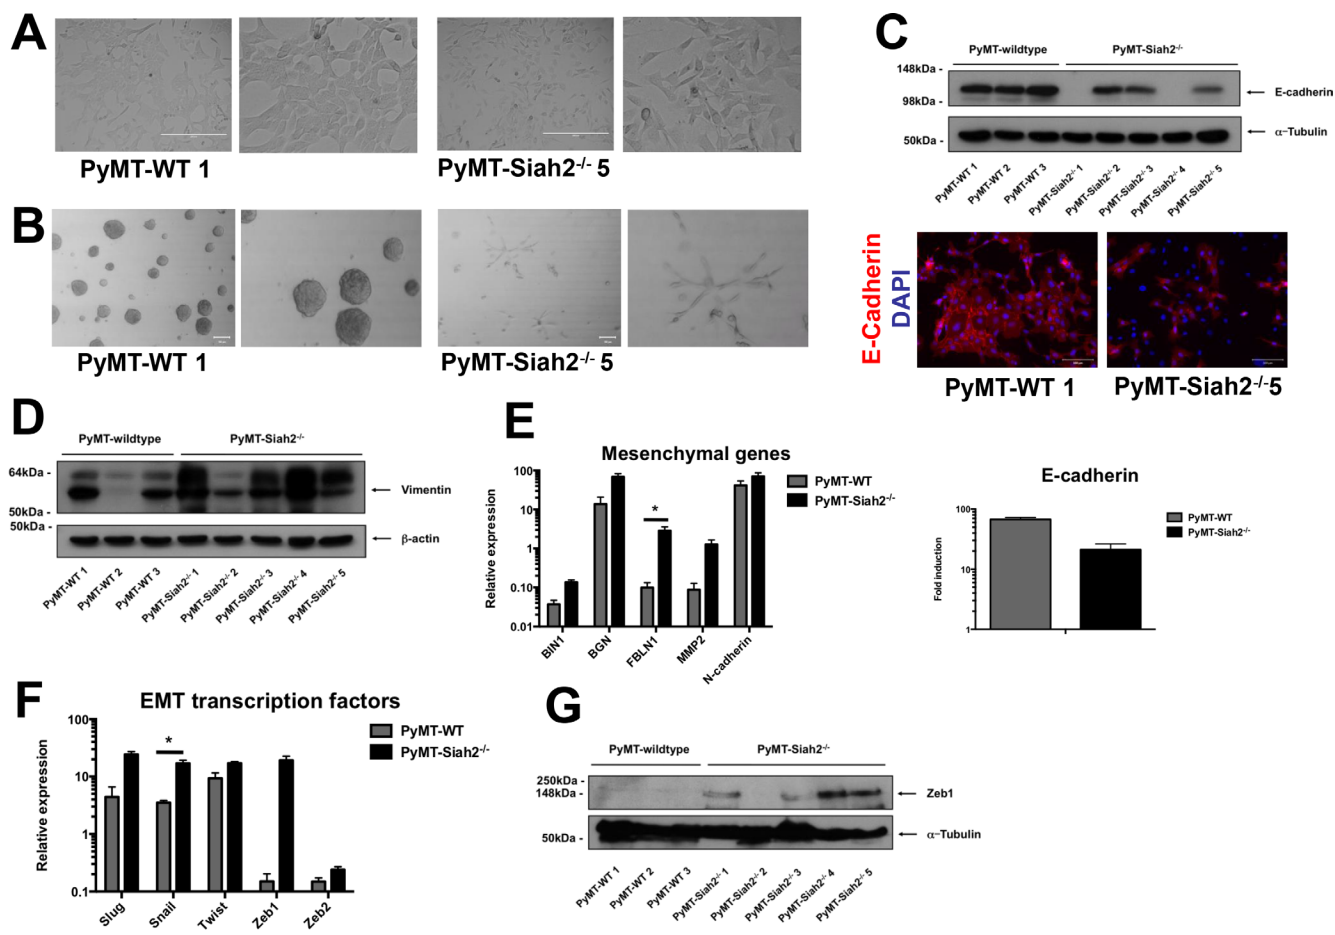 A
PyMT-WT 1
PyMT-Siah2-/- 5
B
PyMT-WT 1
PyMT-Siah2-/- 5
C
PyMT-wildtype
PyMT-Siah2-/-
148kDa -
98kDa -
E-cadherin
50kDa -
α-Tubulin
PyMT-WT 1
PyMT-WT 2
PyMT-WT 3
PyMT-Siah2-/- 1
PyMT-Siah2-/- 2
PyMT-Siah2-/- 3
PyMT-Siah2-/- 4
PyMT-Siah2-/- 5
E-Cadherin
DAPI
PyMT-WT 1
PyMT-Siah2-/-5
D
PyMT-wildtype
PyMT-Siah2-/-
64kDa -
Vimentin
50kDa -
50kDa -
β-actin
PyMT-WT 1
PyMT-WT 2
PyMT-WT 3
PyMT-Siah2-/- 1
PyMT-Siah2-/- 2
PyMT-Siah2-/- 3
PyMT-Siah2-/- 4
PyMT-Siah2-/- 5
E
Mesenchymal genes
Relative expression
100
10
1
0.10
0.01
*
PyMT-WT
PyMT-Siah2-/-
BIN1
BGN
FBLN1
MMP2
N-cadherin
E-cadherin
Fold induction
100
10
1
PyMT-WT
PyMT-Siah2-/-
F
EMT transcription factors
Relative expression
100
10
1
0.1
*
PyMT-WT
PyMT-Siah2-/-
Slug
Snail
Twist
Zeb1
Zeb2
G
PyMT-wildtype
PyMT-Siah2-/-
250kDa -
148kDa -
Zeb1
50kDa -
α-Tubulin
PyMT-WT 1
PyMT-WT 2
PyMT-WT 3
PyMT-Siah2-/- 1
PyMT-Siah2-/- 2
PyMT-Siah2-/- 3
PyMT-Siah2-/- 4
PyMT-Siah2-/- 5